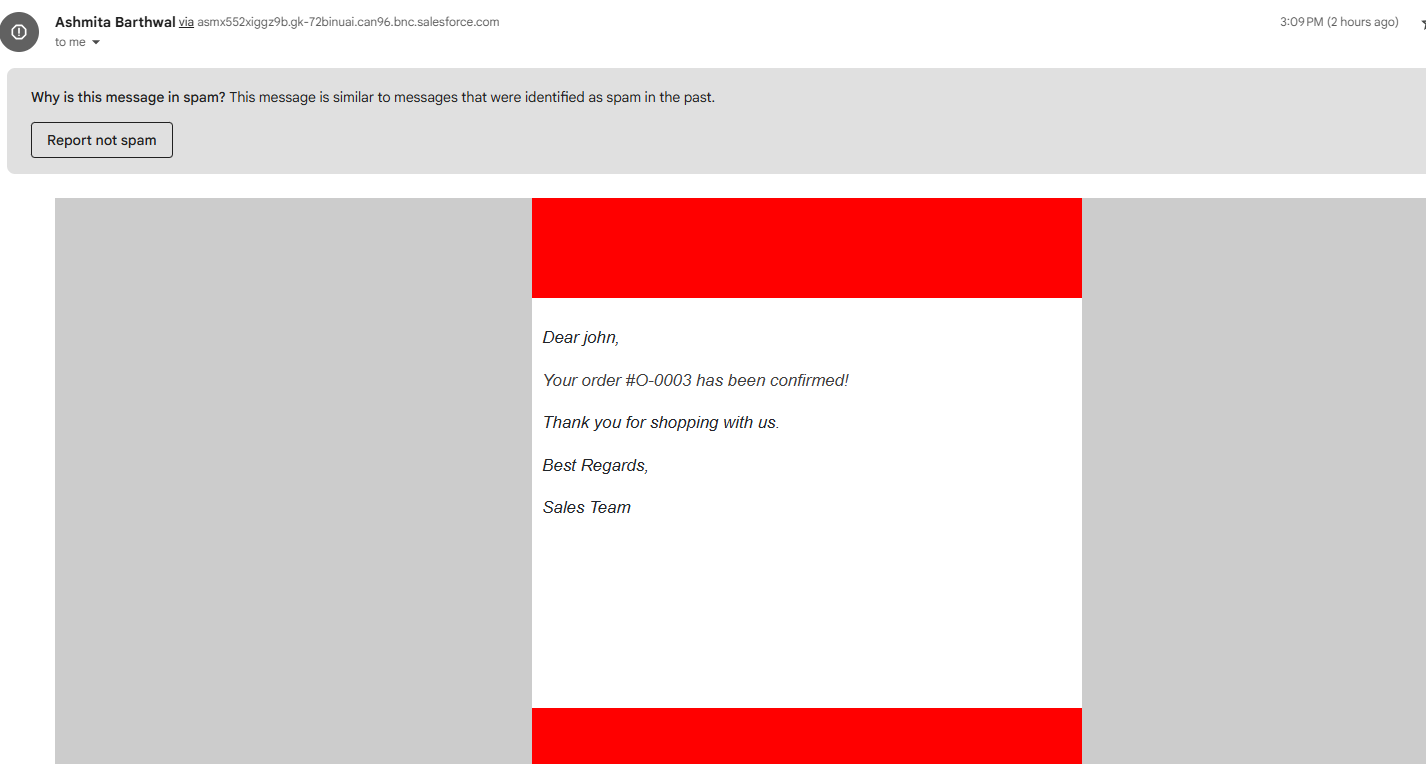 Ashmita Barthwal via asmx552xiggz9b.gk-72binuai.can96.bnc.salesforce.com 3:09 PM (2 hours ago)
to me
Why is this message in spam? This message is similar to messages that were identified as spam in the past.
Report not spam
Dear john,
Your order #O-0003 has been confirmed!
Thank you for shopping with us.
Best Regards,
Sales Team